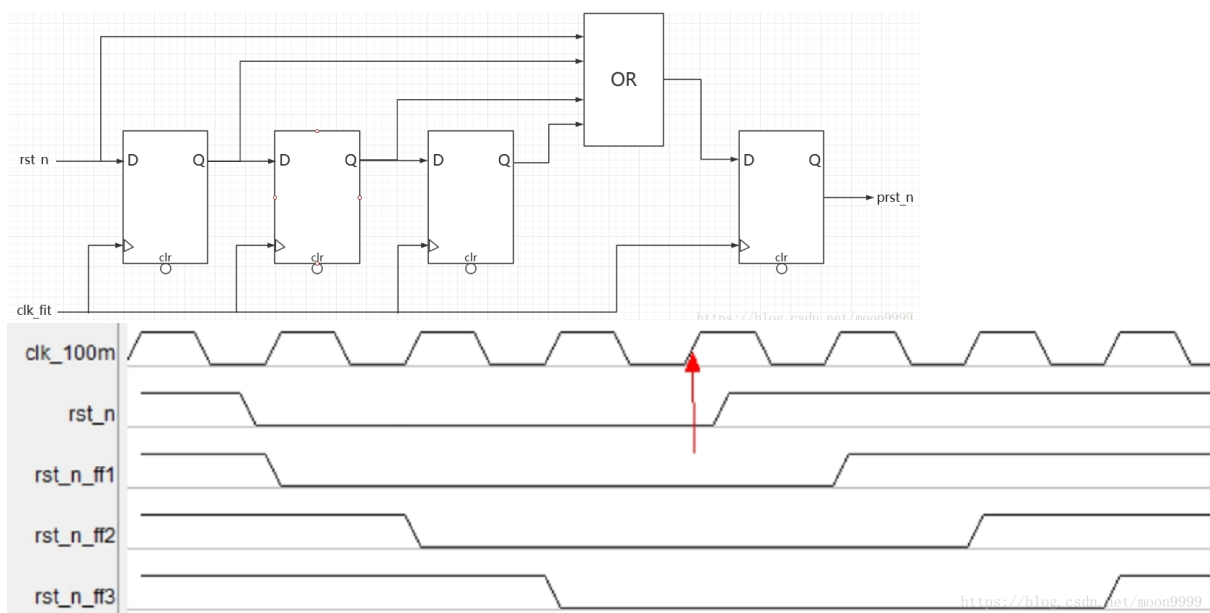 OR
rst_n
D
Q
D
Q
D
Q
D
Q
prst_n
clr
clr
clr
clr
clk_fit
https://blog.csdn.net/moon9999
clk_100m
rst_n
rst_n_ff1
rst_n_ff2
rst_n_ff3
https://blog.csdn.net/moon9999